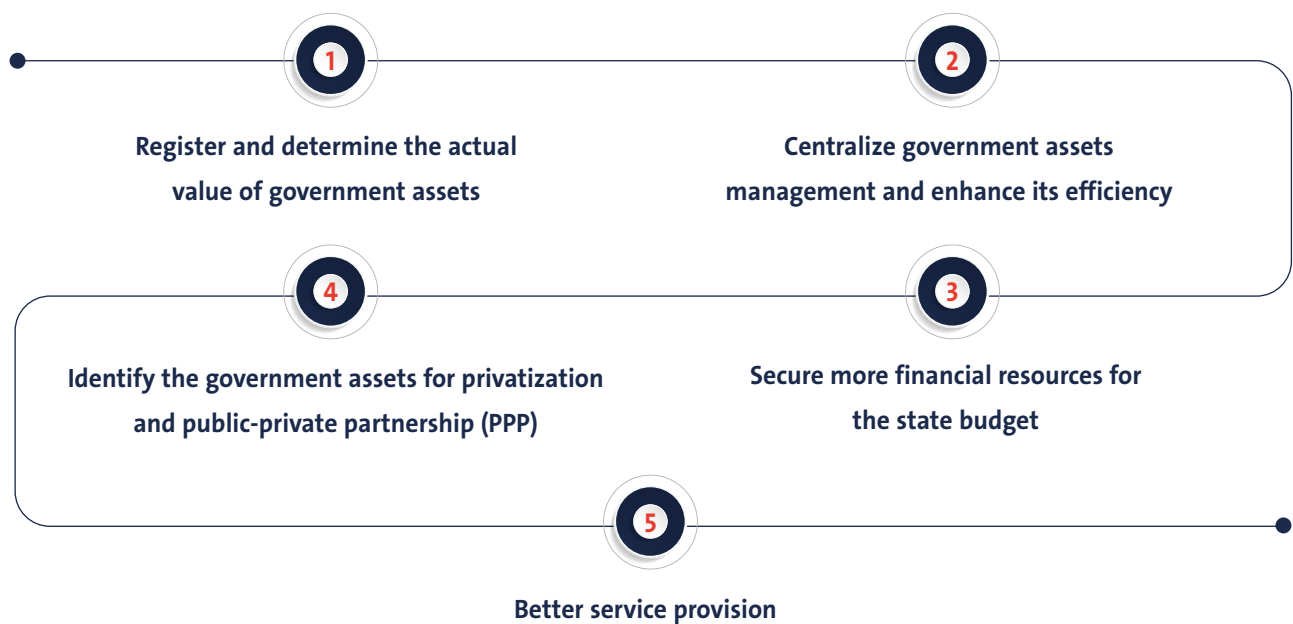 1
Register and determine the actual
value of government assets
2
Centralize government assets
management and enhance its efficiency
3
Secure more financial resources for
the state budget
4
Identify the government assets for privatization
and public-private partnership (PPP)
5
Better service provision